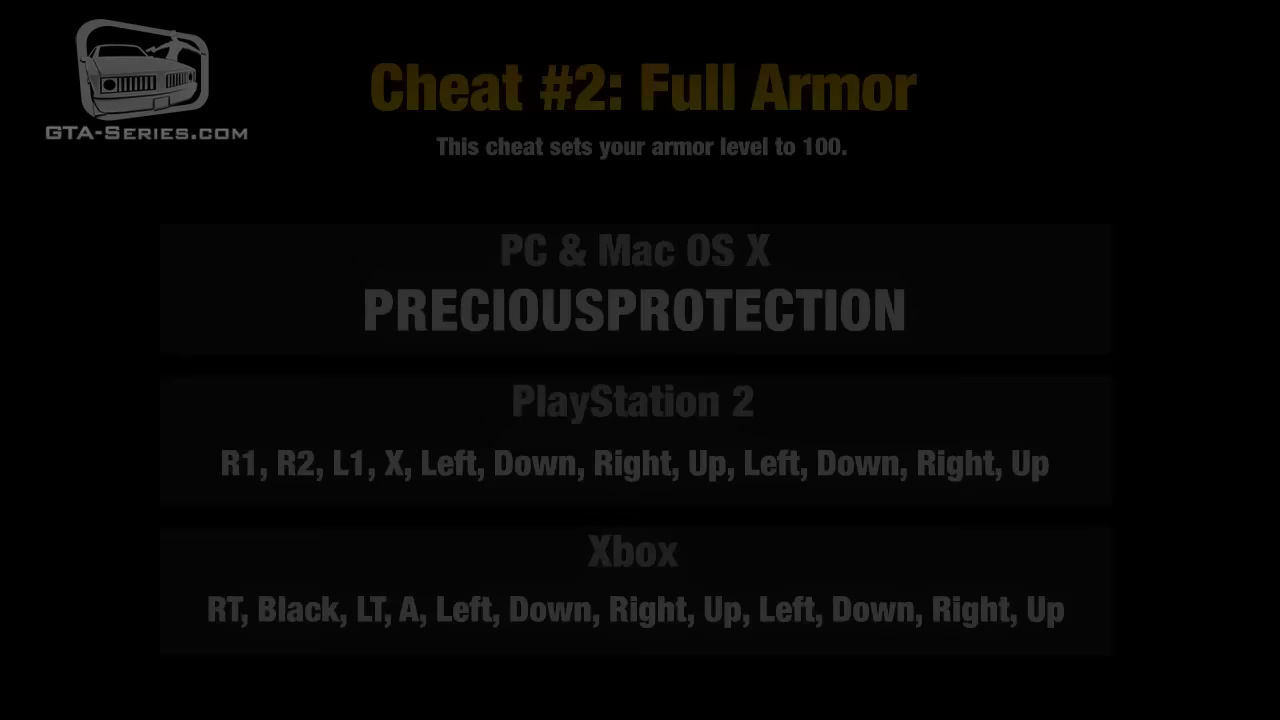 Cheat #2: Full Armor
GTA-SERIES.COM
This cheat sets your armor level to 100.
PC & Mac OS X
PRECIOUSPROTECTION
PlayStation 2
R1, R2, L1, X, Left, Down, Right, Up, Left, Down, Right, Up
Xbox
RT, Black, LT, A, Left, Down, Right, Up, Left, Down, Right, Up